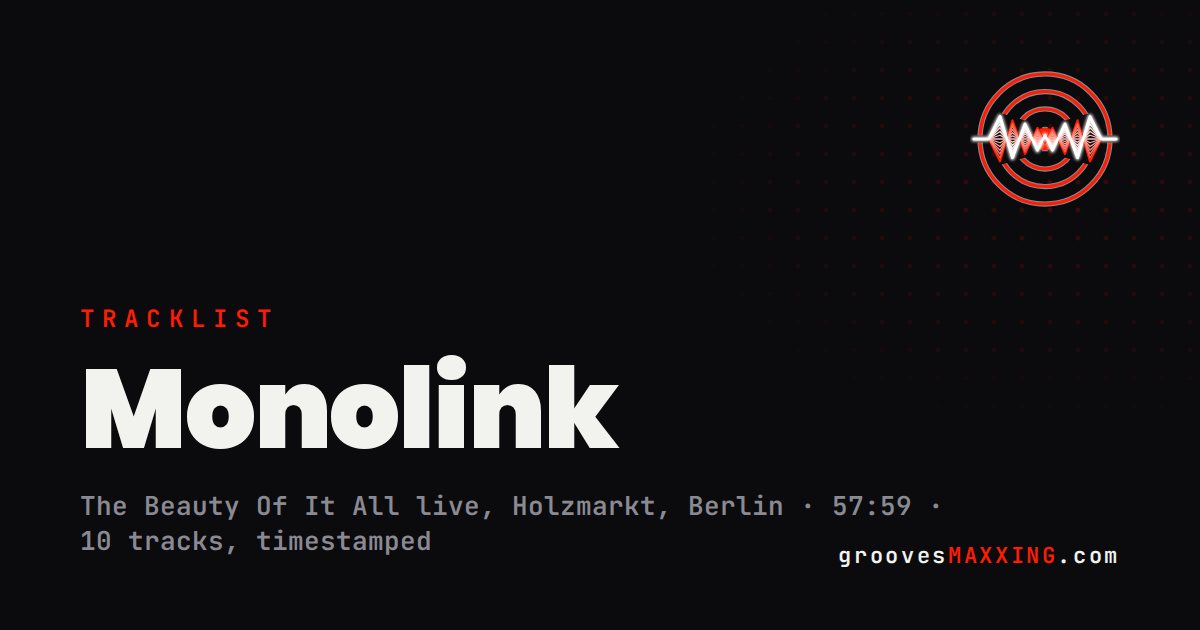 TRACKLIST
Monolink
The Beauty Of It All live, Holzmarkt, Berlin · 57:59 ·
10 tracks, timestamped
groovesMAXXING.com